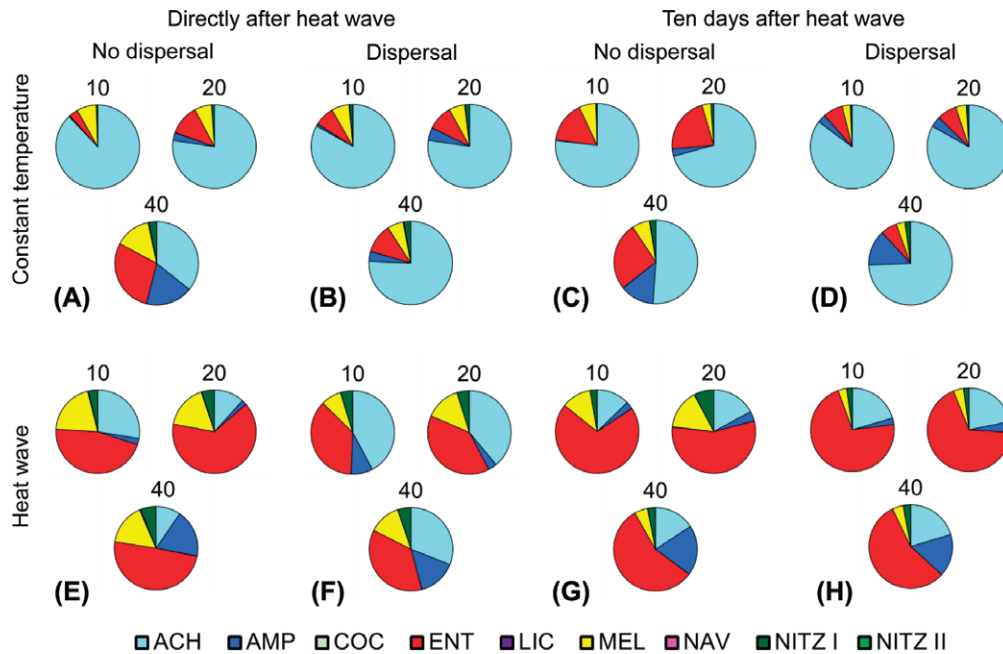 Directly after heat wave
Ten days after heat wave
No dispersal
Dispersal
No dispersal
Dispersal
Constant temperature
10
20
10
20
10
20
10
20
40
40
40
40
(A)
(B)
(C)
(D)
Heat wave
10
20
10
20
10
20
10
20
40
40
40
40
(E)
(F)
(G)
(H)
ACH AMP COC ENT LIC MEL NAV NITZ I NITZ II